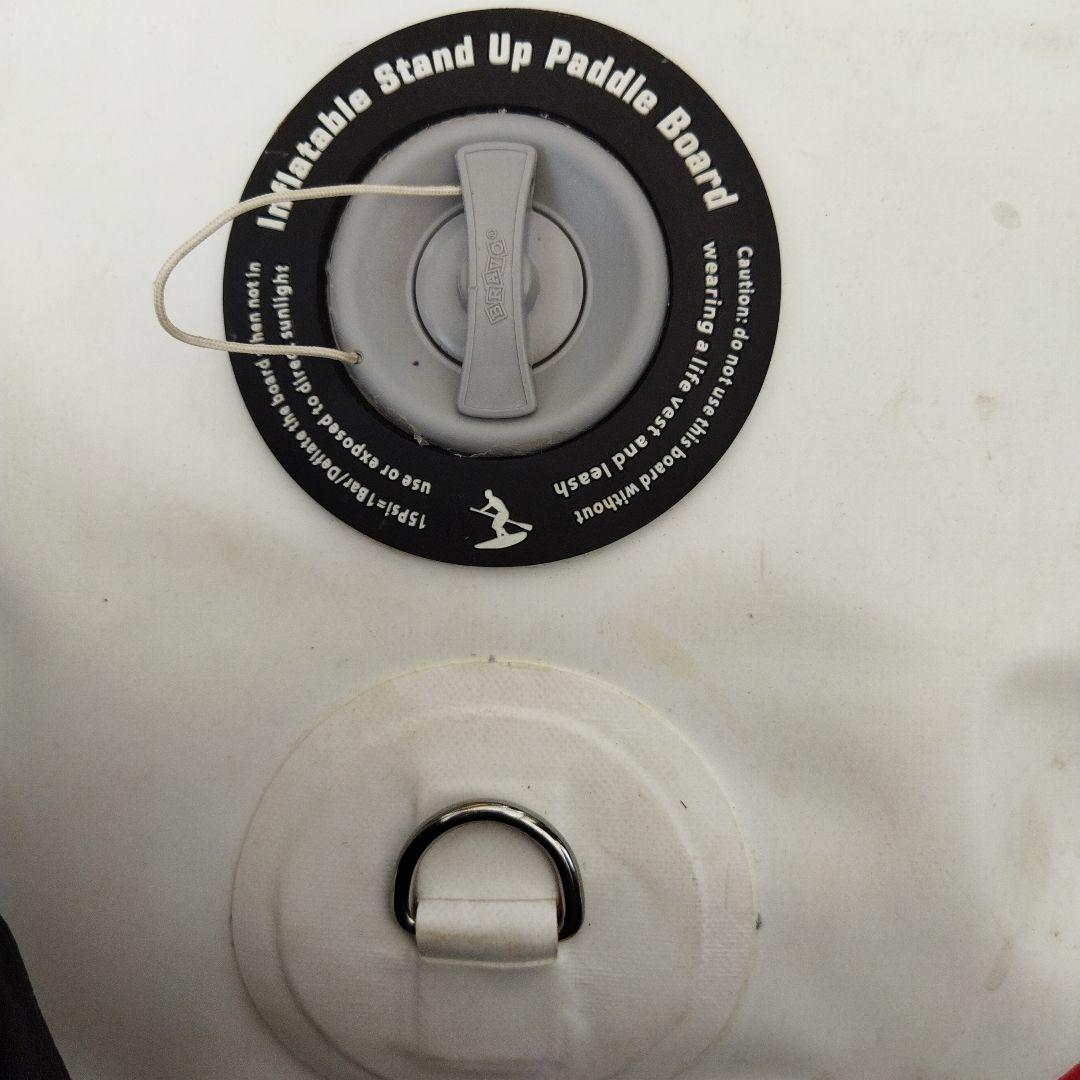 Inflatable Stand Up Paddle Board
BRAVO®
Caution: do not use this board without
wearing a life vest and leash
15Psi=1Bar/Deflate the board when not in
use or exposed to direct sunlight